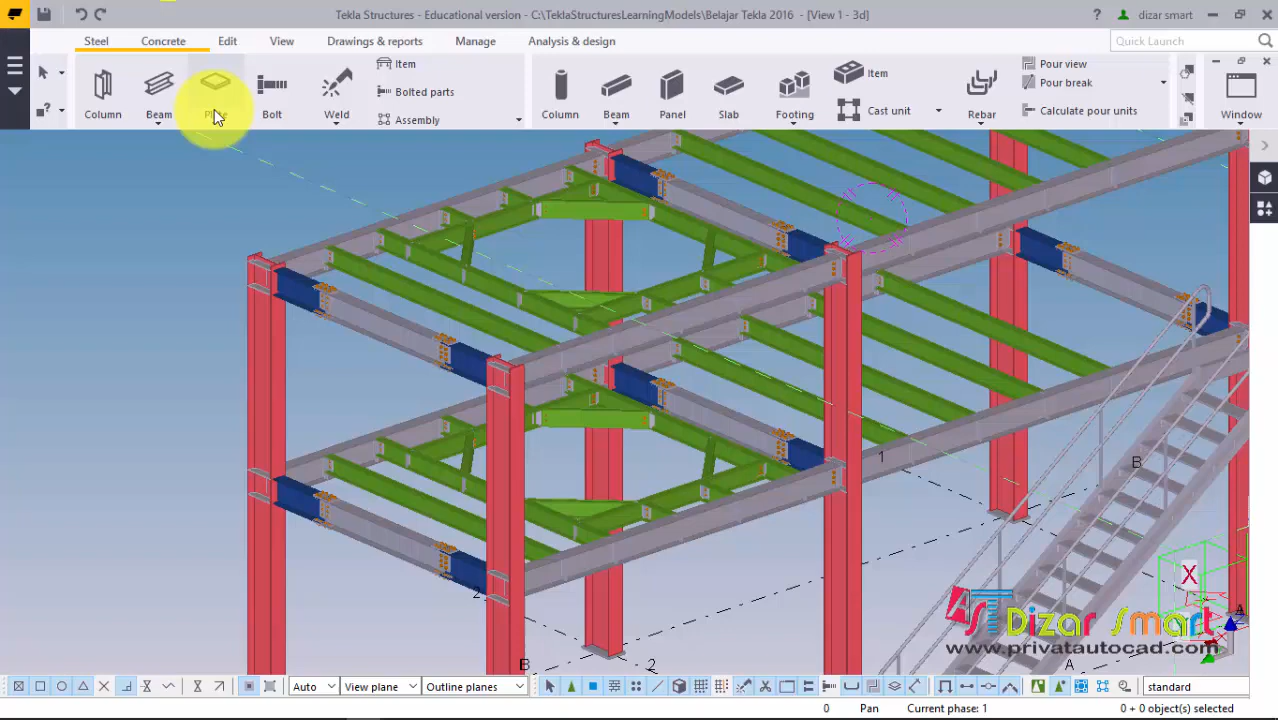 Tekla Structures - Educational version - C:\TeklaStructuresLearningModels\Belajar Tekla 2016 - [View 1 - 3d]
? dizar smart
Steel Concrete Edit View Drawings & reports Manage Analysis & design
Quick Launch
Item
Bolted parts
Assembly
Column Beam Plate Bolt Weld
Item
Cast unit
Column Beam Panel Slab Footing
Rebar
Pour view
Pour break
Calculate pour units
Window
1
B
2
X
A
B
2
A
AST Dizar Smart
www.privatautocad.com
Auto View plane Outline planes standard
0 Pan Current phase: 1 0 + 0 object(s) selected